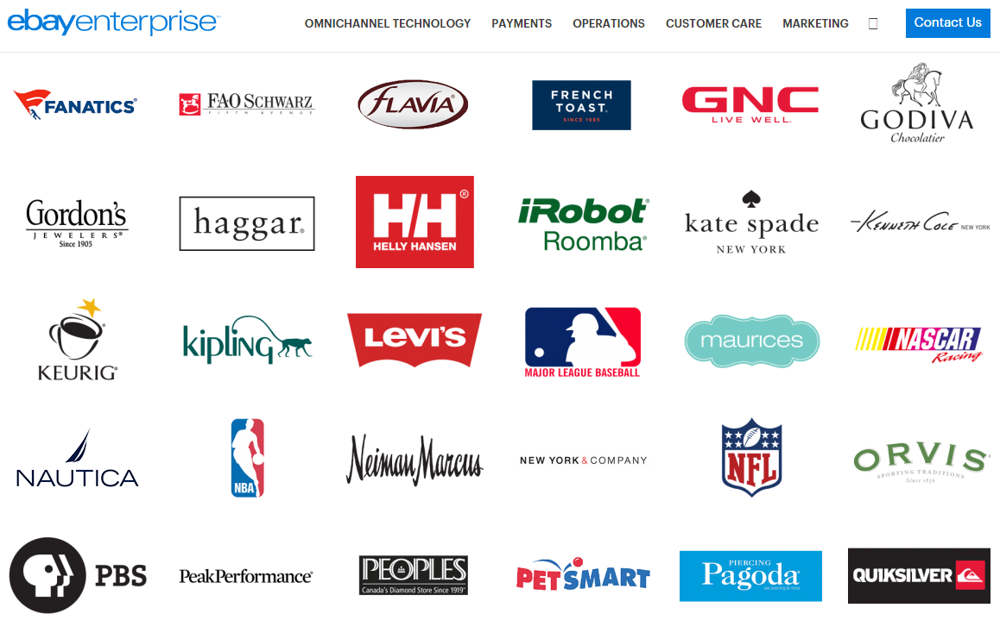 ebayenterprise™
OMNICHANNEL TECHNOLOGY PAYMENTS OPERATIONS CUSTOMER CARE MARKETING Contact Us
FANATICS®
FAO SCHWARZ
FIFTH AVENUE
FLAVIA®
FRENCH
TOAST®
SINCE 1985
GNC
LIVE WELL.
GODIVA
Chocolatier
Gordon's
JEWELERS®
Since 1905
haggar®
HH®
HELLY HANSEN
iRobot®
Roomba®
kate spade
NEW YORK
KENNETH COLE NEW YORK
KEURIG®
kipling
LEVI'S
MAJOR LEAGUE BASEBALL
maurices
NASCAR
Racing
NAUTICA
NBA
Neiman Marcus
NEW YORK & COMPANY
NFL
ORVIS®
SPORTING TRADITIONS
Since 1856
PBS
PeakPerformance®
PEOPLES
Canada's Diamond Store Since 1919™
PETSMART
PIERCING
Pagoda®
ear piercing & more
QUIKSILVER